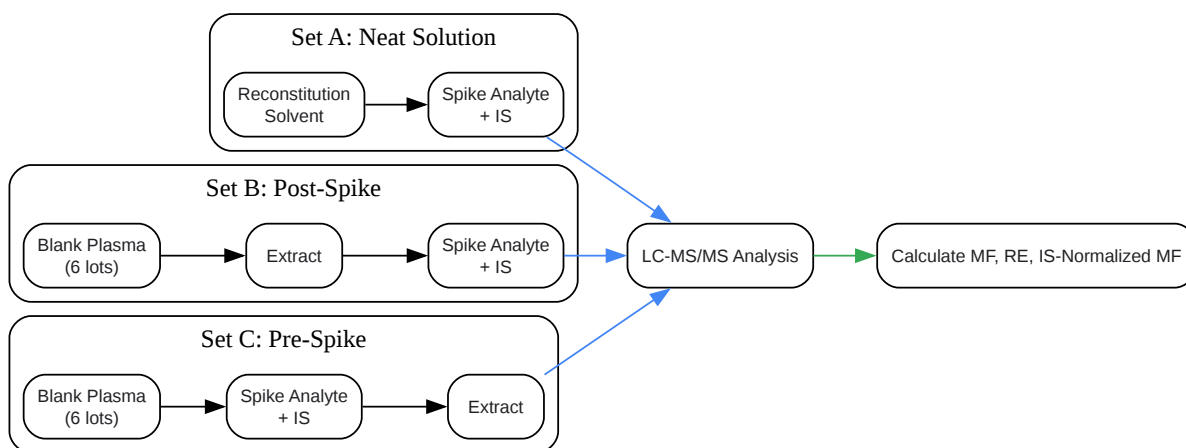 Set A: Neat Solution
Reconstitution
Solvent
Spike Analyte
+ IS
Set B: Post-Spike
Blank Plasma
(6 lots)
Extract
Spike Analyte
+ IS
LC-MS/MS Analysis
Calculate MF, RE, IS-Normalized MF
Set C: Pre-Spike
Blank Plasma
(6 lots)
Spike Analyte
+ IS
Extract